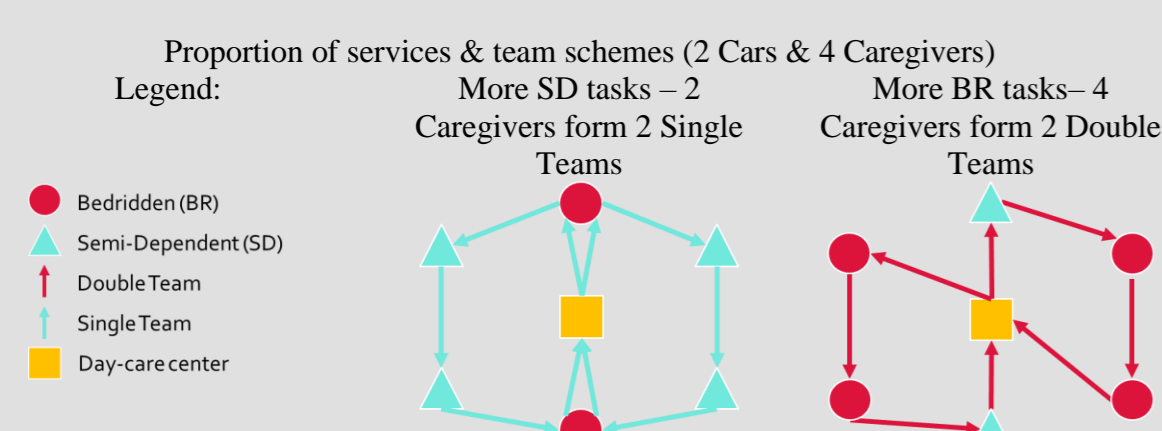 Proportion of services & team schemes (2 Cars & 4 Caregivers)
Legend:
More SD tasks – 2
Caregivers form 2 Single
Teams
More BR tasks– 4
Caregivers form 2 Double
Teams
Bedridden (BR)
Semi-Dependent (SD)
Double Team
Single Team
Day-care center